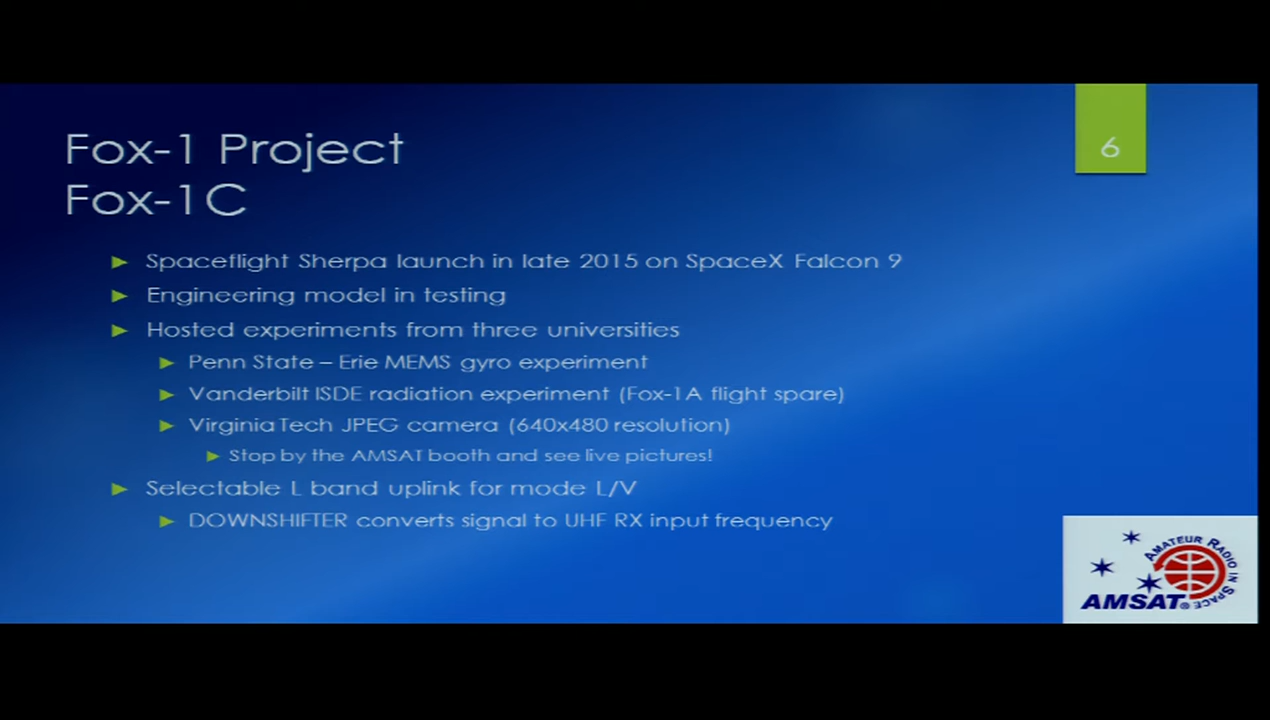 Fox-1 Project
Fox-1C
6
Spaceflight Sherpa launch in late 2015 on SpaceX Falcon 9
Engineering model in testing
Hosted experiments from three universities
Penn State – Erie MEMS gyro experiment
Vanderbilt ISDE radiation experiment (Fox-1A flight spare)
Virginia Tech JPEG camera (640x480 resolution)
Stop by the AMSAT booth and see live pictures!
Selectable L band uplink for mode L/V
DOWNSHIFTER converts signal to UHF RX input frequency
AMATEUR RADIO IN SPACE
AMSAT®